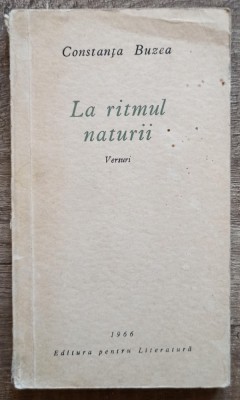 Constanța Buzea
La ritmul
naturii
Versuri
1966
Editura pentru Literatură